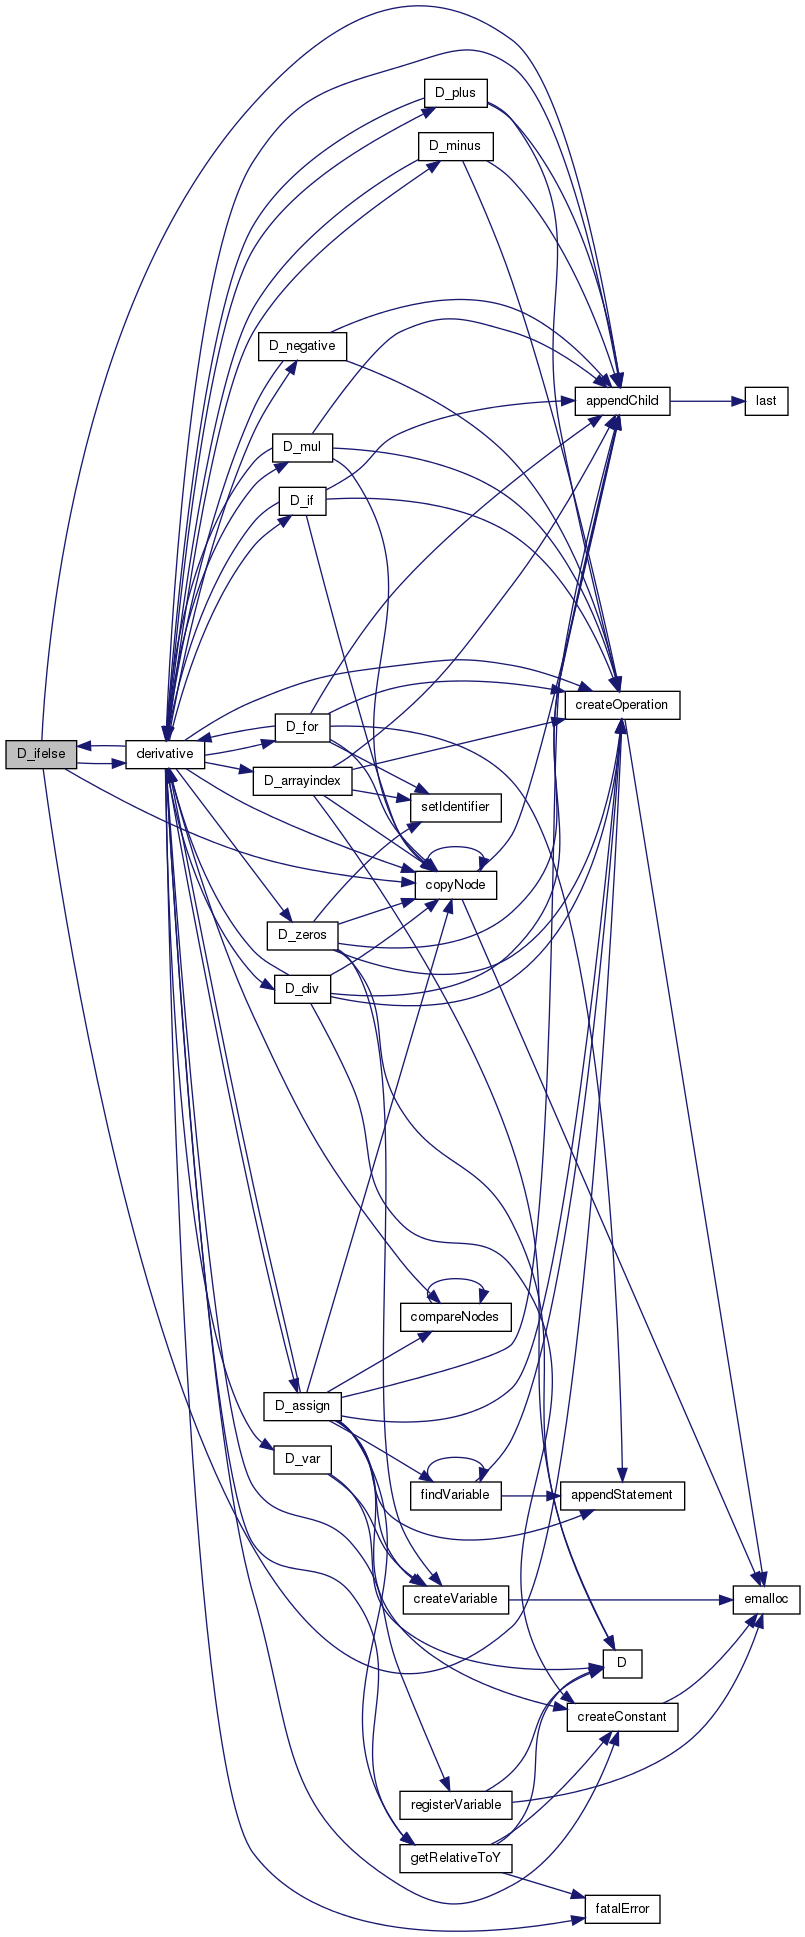 D_plus
D_minus
D_negative
appendChild
last
D_mul
D_if
createOperation
D_for
D_ifelse
derivative
D_arrayindex
setIdentifier
copyNode
D_zeros
D_div
compareNodes
D_assign
D_var
findVariable
appendStatement
createVariable
emalloc
D
createConstant
registerVariable
getRelativeToY
fatalError